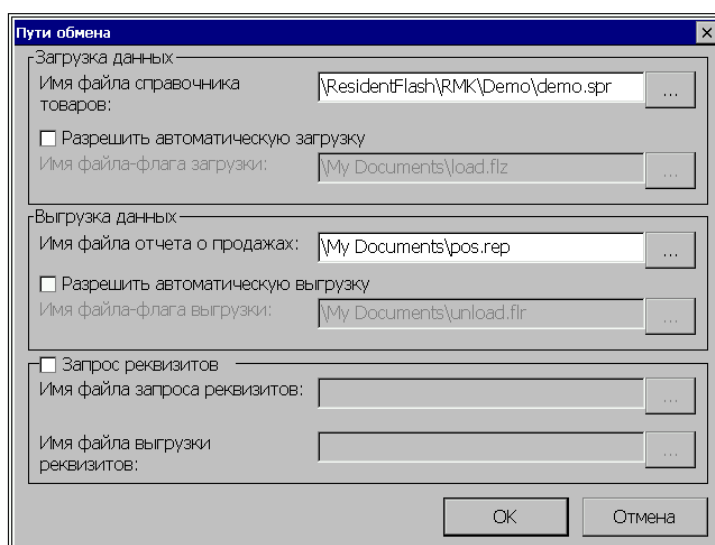 Пути обмена
Загрузка данных
Имя файла справочника
товаров:
\ResidentFlash\RMK\Demo\demo.spr
...
Разрешить автоматическую загрузку
Имя файла-флага загрузки:
\My Documents\load.flz
...
Выгрузка данных
Имя файла отчета о продажах:
\My Documents\pos.rep
...
Разрешить автоматическую выгрузку
Имя файла-флага выгрузки:
\My Documents\unload.flr
...
Запрос реквизитов
Имя файла запроса реквизитов:
...
Имя файла выгрузки
реквизитов:
...
OK
Отмена